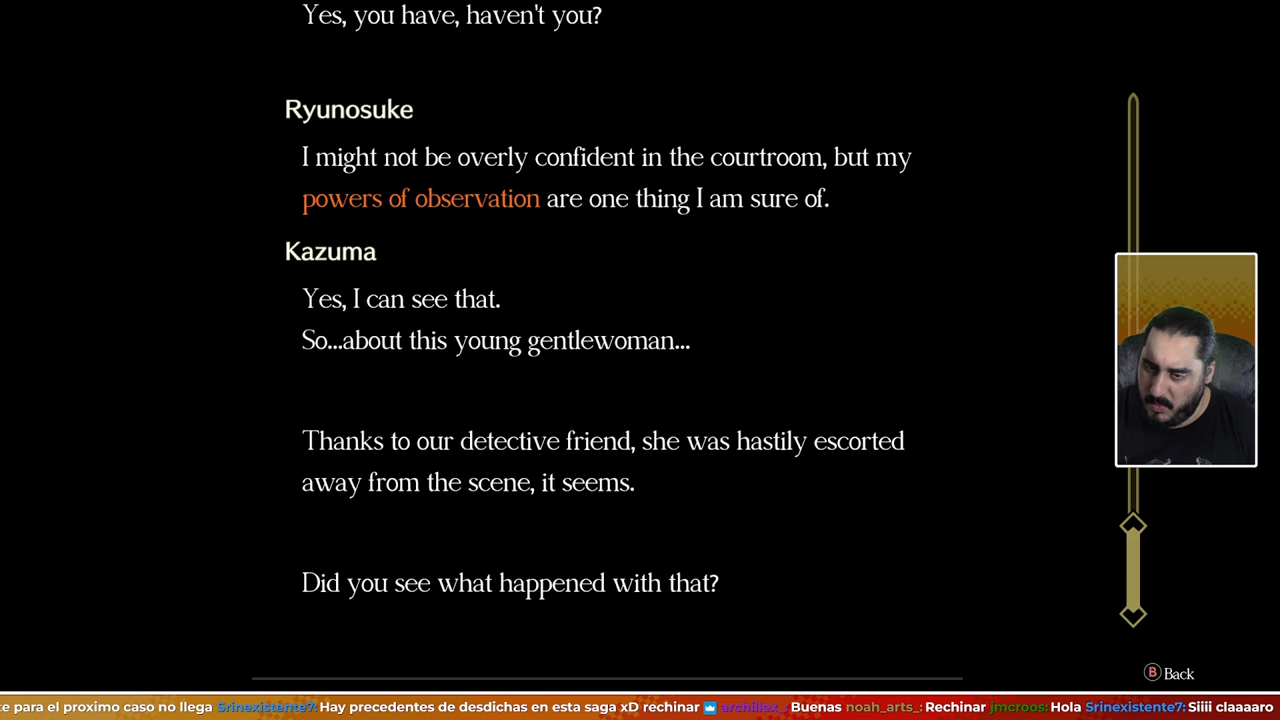 Yes, you have, haven't you?
Ryunosuke
I might not be overly confident in the courtroom, but my
powers of observation are one thing I am sure of.
Kazuma
Yes, I can see that.
So...about this young gentlewoman...
Thanks to our detective friend, she was hastily escorted
away from the scene, it seems.
Did you see what happened with that?
B Back
te para el proximo caso no llega Srinexistente7: Hay precedentes de desdichas en esta saga xD rechinar archillex_: Buenas noah_arts_: Rechinar jmcroos: Hola Srinexistente7: Siiii claaaaro